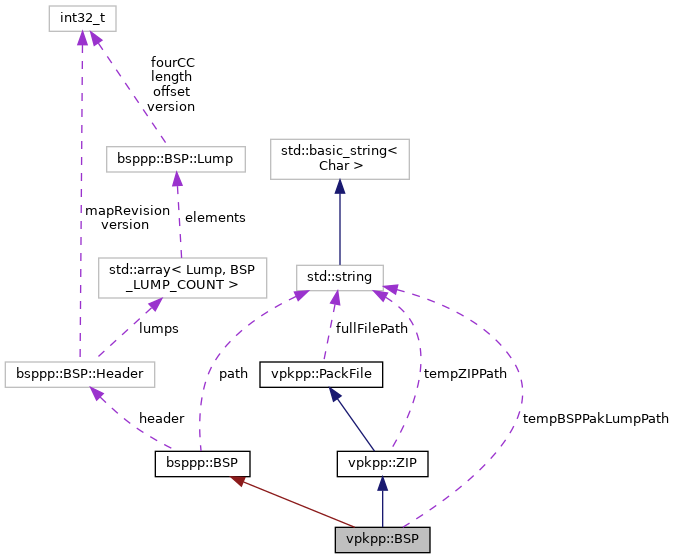 int32_t
fourCC
length
offset
version
bsppp::BSP::Lump
std::basic_string<
Char >
mapRevision
version
elements
std::array< Lump, BSP
_LUMP_COUNT >
std::string
lumps
fullFilePath
bsppp::BSP::Header
path
vpkpp::PackFile
tempZIPPath
header
tempBSPPakLumpPath
bsppp::BSP
vpkpp::ZIP
vpkpp::BSP